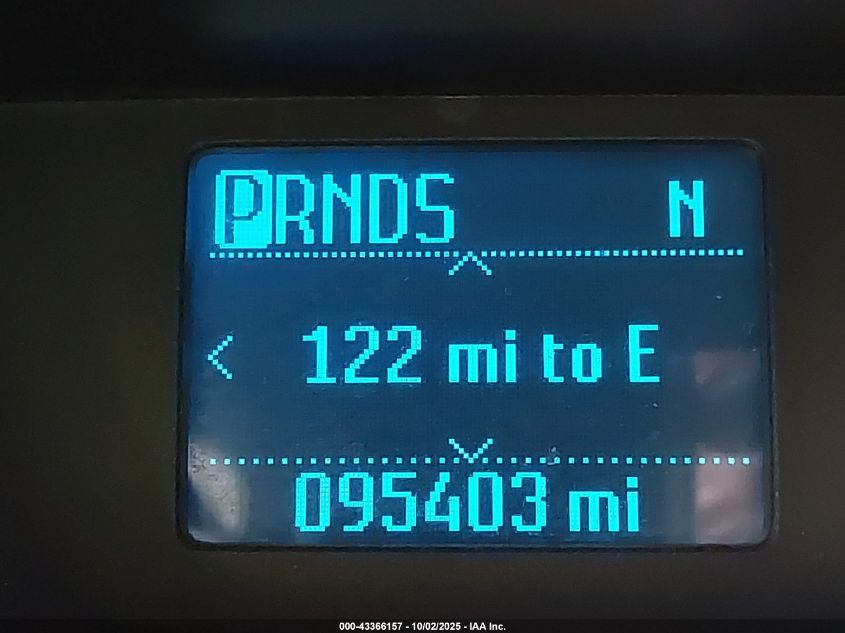 PRNDS N
122 mi to E
095403 mi
000-43366157 - 10/02/2025 - IAA Inc.